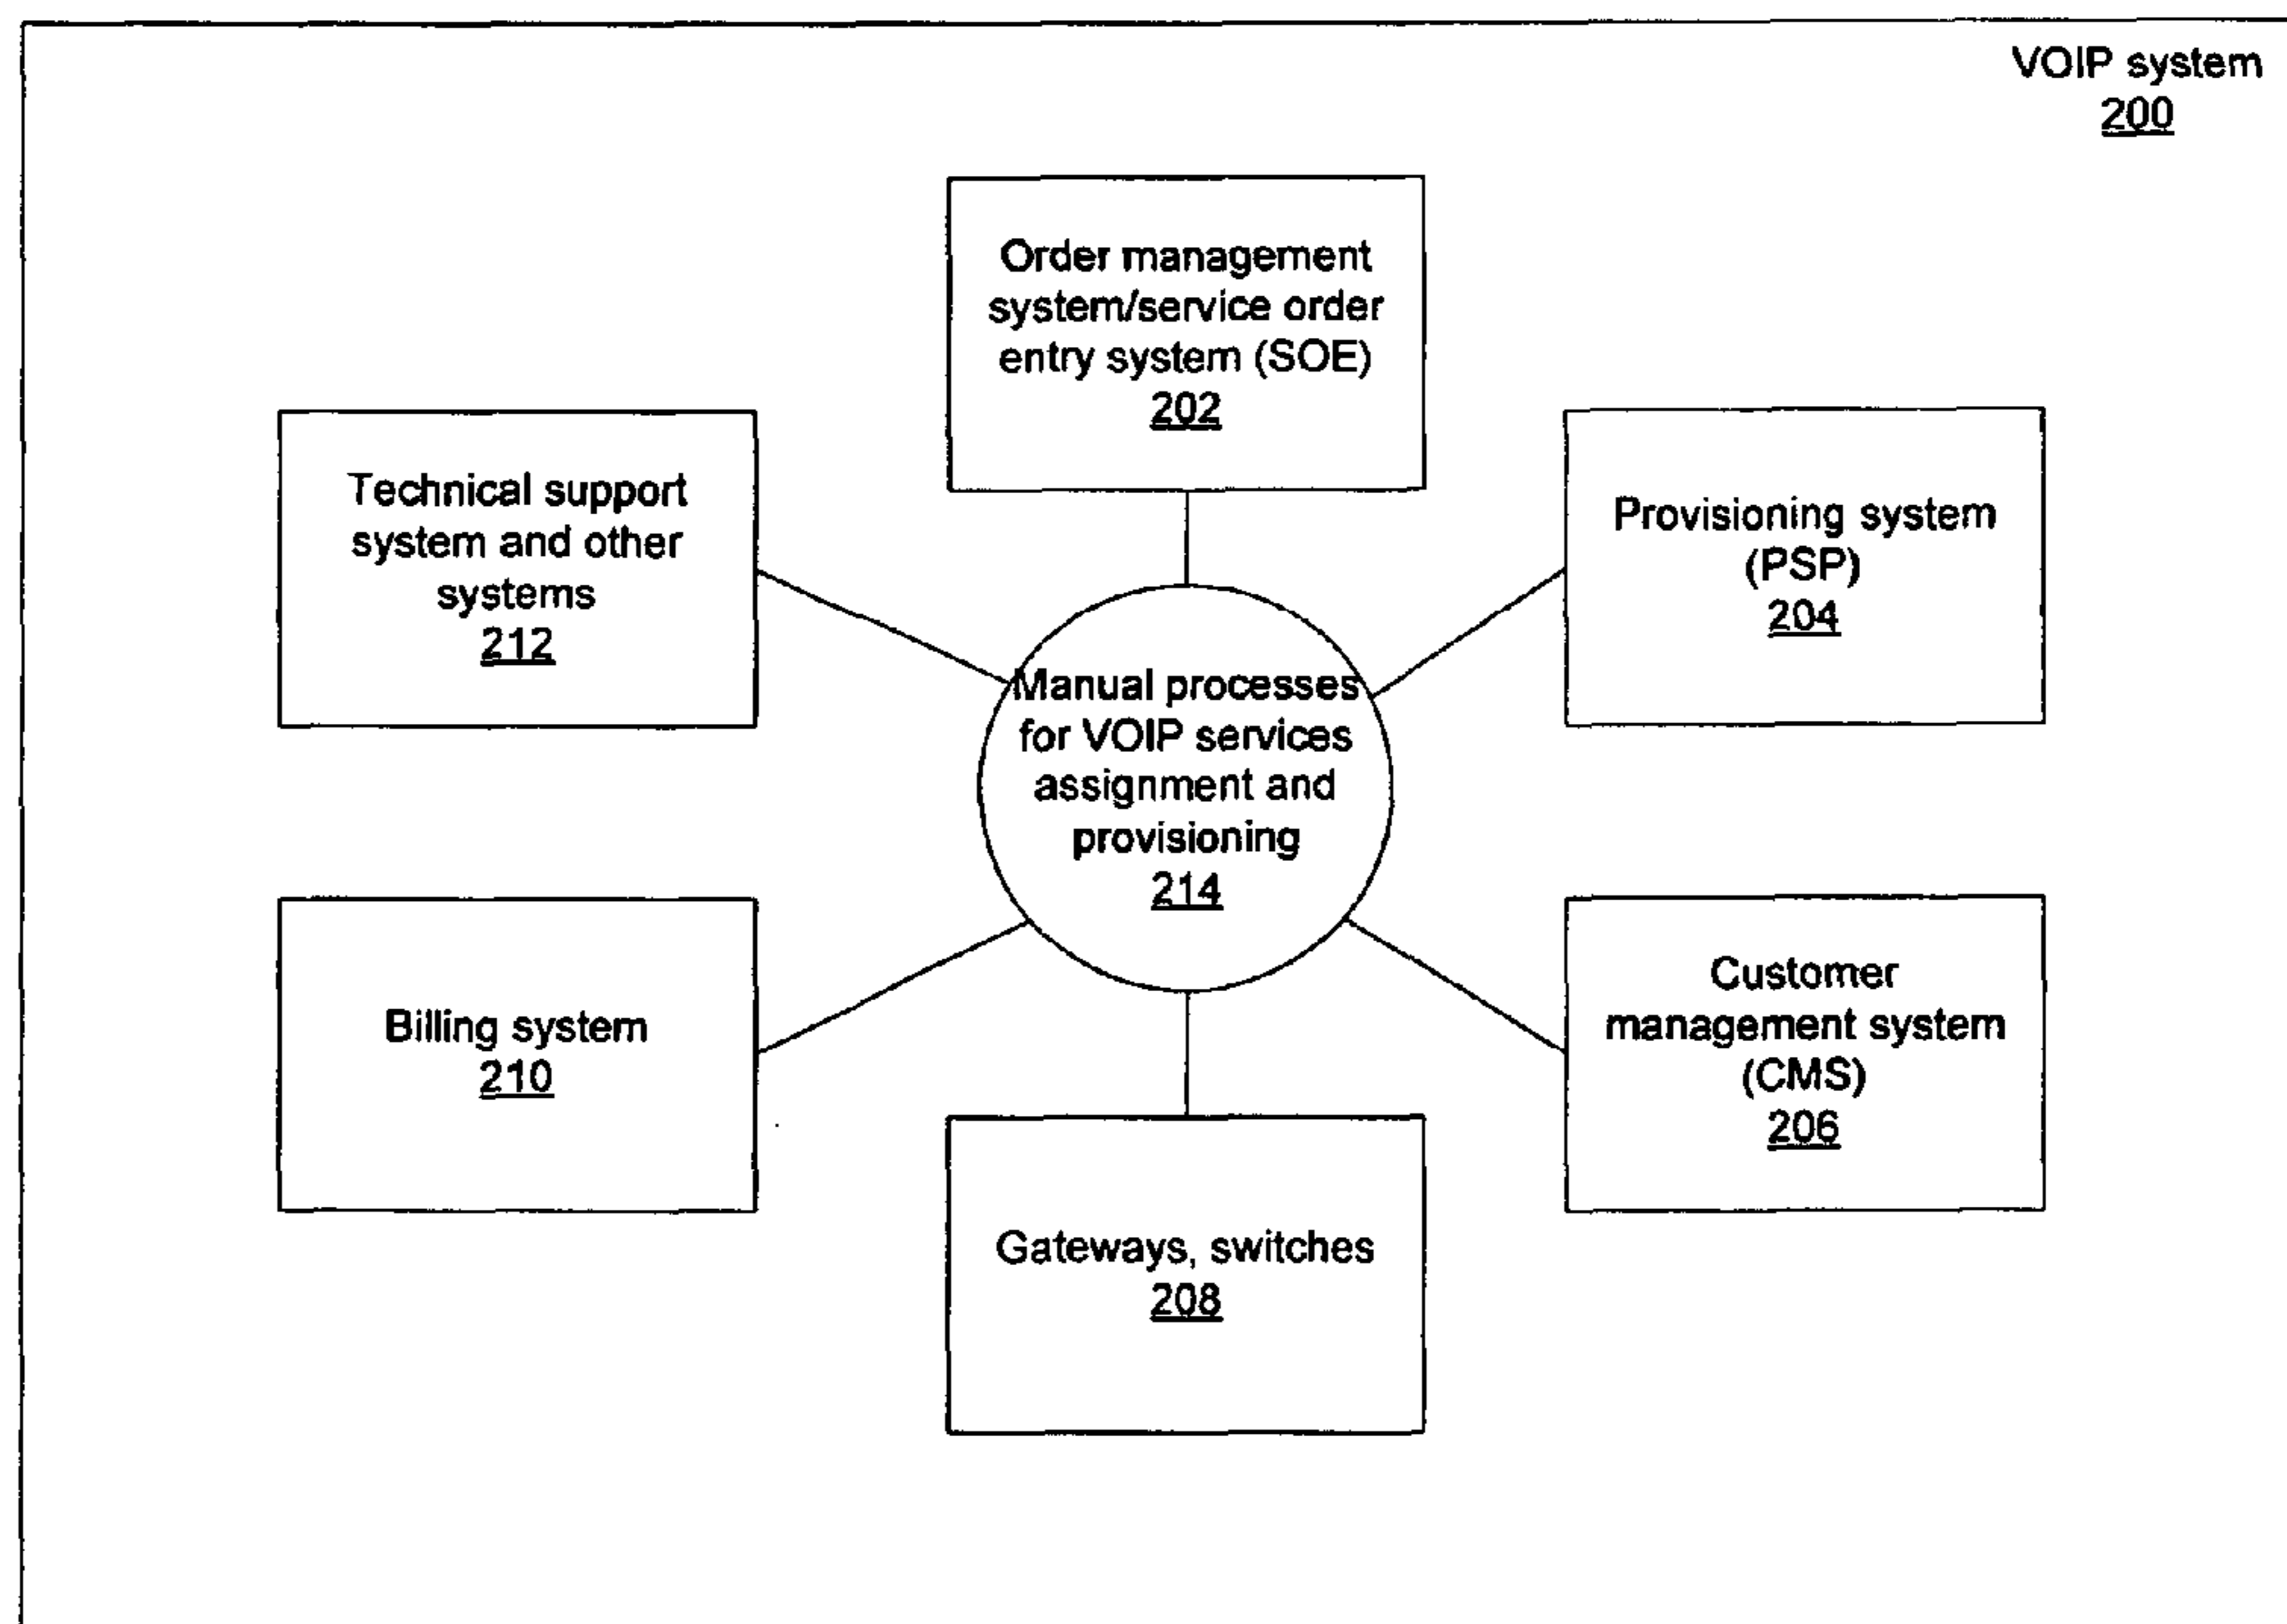 VOIP system
200
Order management
system/service order
entry system (SOE)
202
Technical support
system and other
systems
212
Provisioning system
(PSP)
204
Manual processes
for VOIP services
assignment and
provisioning
214
Billing system
210
Customer
management system
(CMS)
206
Gateways, switches
208